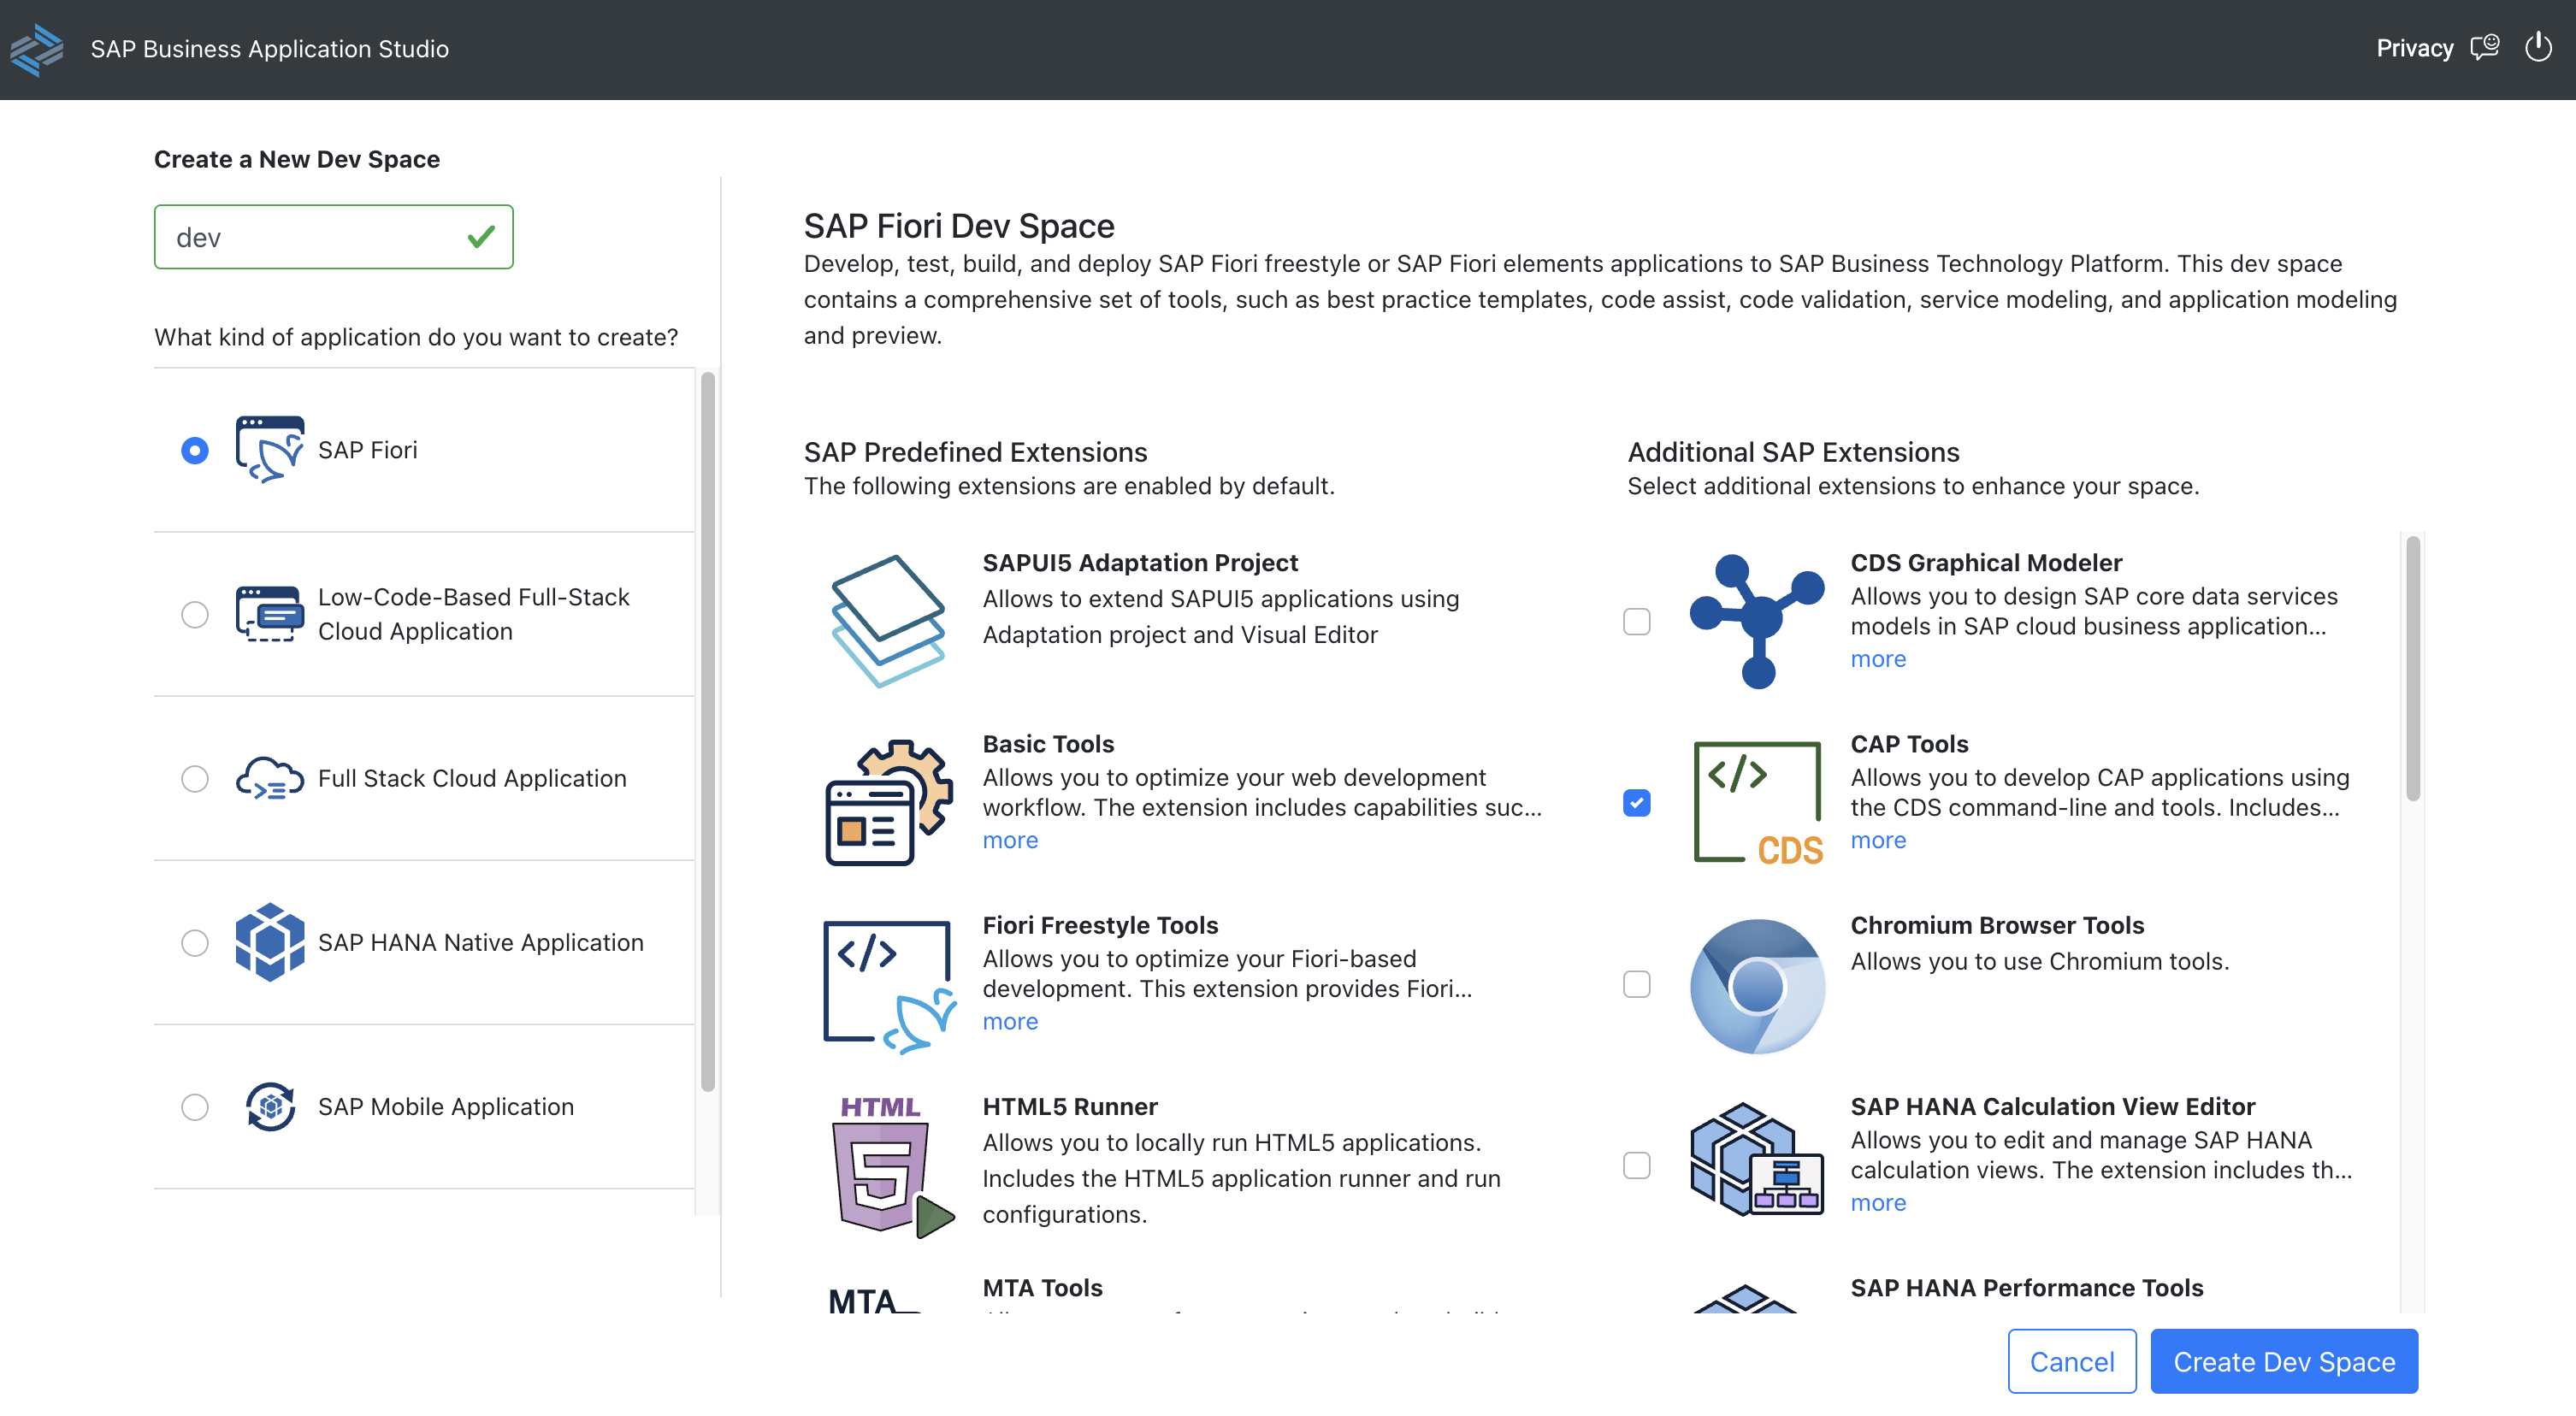 SAP Business Application Studio
Privacy
Create a New Dev Space
dev
What kind of application do you want to create?
SAP Fiori
Low-Code-Based Full-Stack
Cloud Application
Full Stack Cloud Application
SAP HANA Native Application
SAP Mobile Application
SAP Fiori Dev Space
Develop, test, build, and deploy SAP Fiori freestyle or SAP Fiori elements applications to SAP Business Technology Platform. This dev space
contains a comprehensive set of tools, such as best practice templates, code assist, code validation, service modeling, and application modeling
and preview.
SAP Predefined Extensions
The following extensions are enabled by default.
SAPUI5 Adaptation Project
Allows to extend SAPUI5 applications using
Adaptation project and Visual Editor
Basic Tools
Allows you to optimize your web development
workflow. The extension includes capabilities suc...
more
</>
Fiori Freestyle Tools
Allows you to optimize your Fiori-based
development. This extension provides Fiori...
more
HTML
5
HTML5 Runner
Allows you to locally run HTML5 applications.
Includes the HTML5 application runner and run
configurations.
MTA
MTA Tools
Additional SAP Extensions
Select additional extensions to enhance your space.
CDS Graphical Modeler
Allows you to design SAP core data services
models in SAP cloud business application...
more
</>
CDS
CAP Tools
Allows you to develop CAP applications using
the CDS command-line and tools. Includes...
more
Chromium Browser Tools
Allows you to use Chromium tools.
SAP HANA Calculation View Editor
Allows you to edit and manage SAP HANA
calculation views. The extension includes th...
more
SAP HANA Performance Tools
Cancel
Create Dev Space